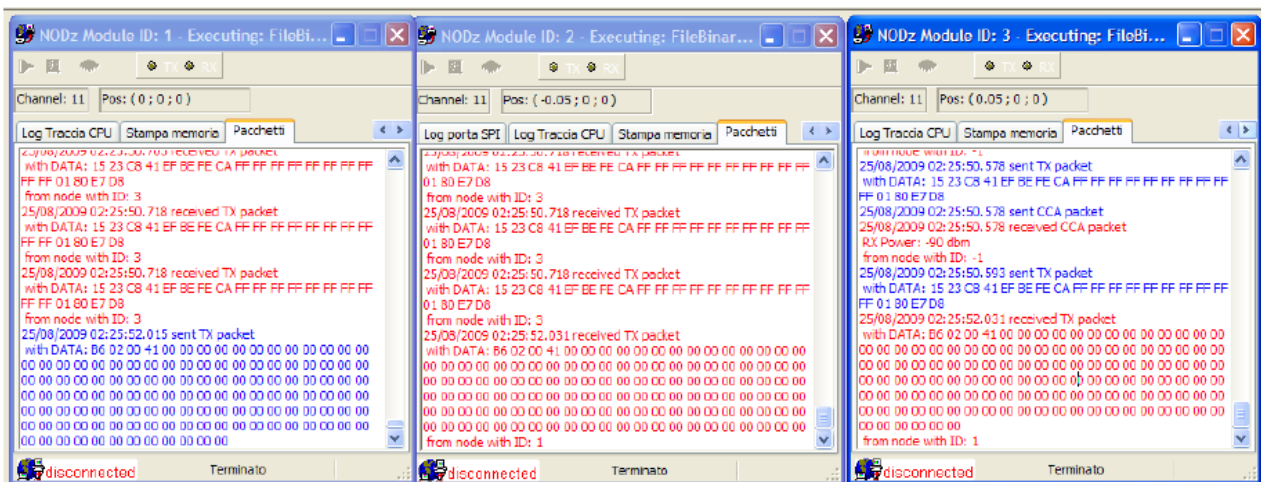 NODz Module ID: 1 - Executing: FileBi...
TX RX
Channel: 11 Pos: ( 0 ; 0 ; 0 )
Log Traccia CPU Stampa memoria Pacchetti
received TX packet
with DATA: 15 23 C8 41 EF BE FE CA FF FF FF FF FF FF FF FF
FF FF 01 80 E7 D8
from node with ID: 3
25/08/2009 02:25:50.718 received TX packet
with DATA: 15 23 C8 41 EF BE FE CA FF FF FF FF FF FF FF FF
FF FF 01 80 E7 D8
from node with ID: 3
25/08/2009 02:25:50.718 received TX packet
with DATA: 15 23 C8 41 EF BE FE CA FF FF FF FF FF FF FF FF
FF FF 01 80 E7 D8
from node with ID: 3
25/08/2009 02:25:52.015 sent TX packet
with DATA: B6 02 00 41 00 00 00 00 00 00 00 00 00 00 00 00
00 00 00 00 00 00 00 00 00 00 00 00 00 00 00 00 00 00 00 00
00 00 00 00 00 00 00 00 00 00 00 00 00 00 00 00 00 00 00 00
00 00 00 00 00 00 00 00 00 00 00 00 00 00 00 00 00 00 00 00
00 00 00 00 00 00 00 00 00 00 00 00 00 00 00 00 00 00 00 00
00 00 00 00 00 00 00 00 00 00 00 00 00 00 00 00 00 00 00 00
00 00 00 00 00 00 00 00 00 00 00 00
disconnected Terminato
NODz Module ID: 2 - Executing: FileBinar...
TX RX
Channel: 11 Pos: ( -0.05 ; 0 ; 0 )
Log porta SPI Log Traccia CPU Stampa memoria Pacchetti
received TX packet
with DATA: 15 23 C8 41 EF BE FE CA FF FF FF FF FF FF FF FF FF FF
01 80 E7 D8
from node with ID: 3
25/08/2009 02:25:50.718 received TX packet
with DATA: 15 23 C8 41 EF BE FE CA FF FF FF FF FF FF FF FF FF FF
01 80 E7 D8
from node with ID: 3
25/08/2009 02:25:50.718 received TX packet
with DATA: 15 23 C8 41 EF BE FE CA FF FF FF FF FF FF FF FF FF FF
01 80 E7 D8
from node with ID: 3
25/08/2009 02:25:52.031 received TX packet
with DATA: B6 02 00 41 00 00 00 00 00 00 00 00 00 00 00 00 00 00
00 00 00 00 00 00 00 00 00 00 00 00 00 00 00 00 00 00 00 00 00 00
00 00 00 00 00 00 00 00 00 00 00 00 00 00 00 00 00 00 00 00 00 00
00 00 00 00 00 00 00 00 00 00 00 00 00 00 00 00 00 00 00 00 00 00
00 00 00 00 00 00 00 00 00 00 00 00 00 00 00 00 00 00 00 00 00 00
00 00 00 00 00 00 00 00 00 00 00 00 00 00 00 00 00 00 00 00 00 00
from node with ID: 1
disconnected Terminato
NODz Module ID: 3 - Executing: FileBi...
TX RX
Channel: 11 Pos: ( 0.05 ; 0 ; 0 )
Log Traccia CPU Stampa memoria Pacchetti
from node with ID: -1
25/08/2009 02:25:50.578 sent TX packet
with DATA: 15 23 C8 41 EF BE FE CA FF FF FF FF FF FF FF FF FF
FF 01 80 E7 D8
25/08/2009 02:25:50.578 sent CCA packet
25/08/2009 02:25:50.578 received CCA packet
RX Power: -90 dbm
from node with ID: -1
25/08/2009 02:25:50.593 sent TX packet
with DATA: 15 23 C8 41 EF BE FE CA FF FF FF FF FF FF FF FF FF
FF 01 80 E7 D8
25/08/2009 02:25:52.031 received TX packet
with DATA: B6 02 00 41 00 00 00 00 00 00 00 00 00 00 00 00 00
00 00 00 00 00 00 00 00 00 00 00 00 00 00 00 00 00 00 00 00
00 00 00 00 00 00 00 00 00 00 00 00 00 00 00 00 00 00 00 00
00 00 00 00 00 00 00 00 00 00 00 00 00 00 00 00 00 00 00 00
00 00 00 00 00 00 00 00 00 00 00 00 00 00 00 00 00 00 00 00
00 00 00 00 00 00 00 00 00 00 00 00 00 00 00 00 00 00 00 00
00 00 00 00 00 00
from node with ID: 1
disconnected Terminato